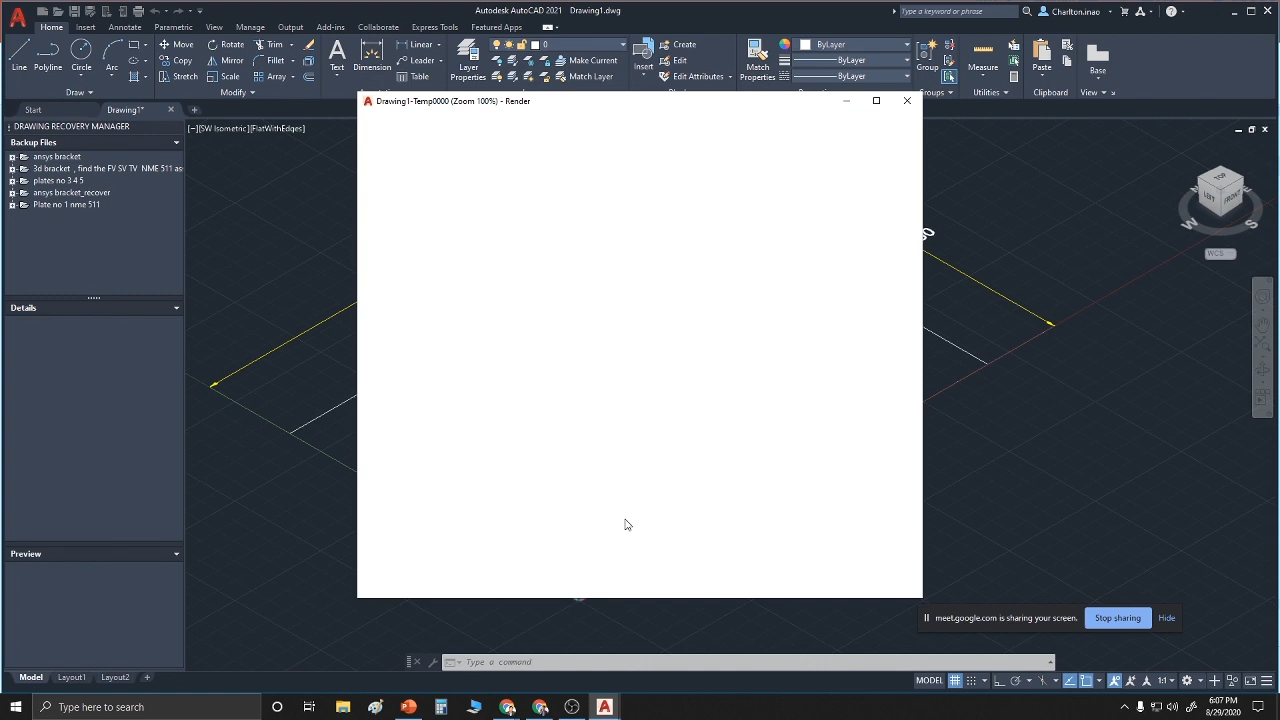 Autodesk AutoCAD 2021 Drawing1.dwg
Type a keyword or phrase
Charlton.inao
Home Insert Annotate Parametric View Manage Output Add-ins Collaborate Express Tools Featured Apps
Line Polyline Circle Arc
Move Rotate Trim
Copy Mirror Fillet
Stretch Scale Array
Text Dimension
Linear
Leader
Table
Layer Properties
0
Make Current
Match Layer
Insert
Create
Edit
Edit Attributes
Match Properties
ByLayer
ByLayer
ByLayer
Group
Measure
Paste
Base
Draw Modify Groups Utilities Clipboard View
Start Drawing1*
DRAWING RECOVERY MANAGER
Backup Files
ansys bracket
3d bracket , find the FV SV TV NME 511 as
plates no 3 4 5
ansys bracket_recover
Plate no 1 nme 511
Details
Preview
[−][SW Isometric][FlatWithEdges]
Drawing1-Temp0000 (Zoom 100%) - Render
TOP
LEFT FRONT
W S
WCS
meet.google.com is sharing your screen.
Stop sharing
Hide
Type a command
Model Layout1 Layout2
MODEL
1:1
Type here to search
6:07 PM
8/29/2020